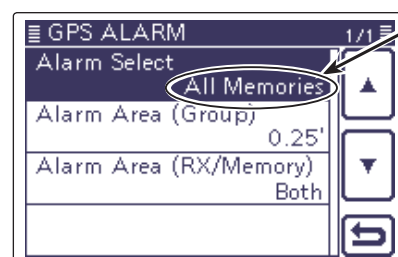 GPS ALARM 1/1
Alarm Select
All Memories
Alarm Area (Group)
0.25'
Alarm Area (RX/Memory)
Both